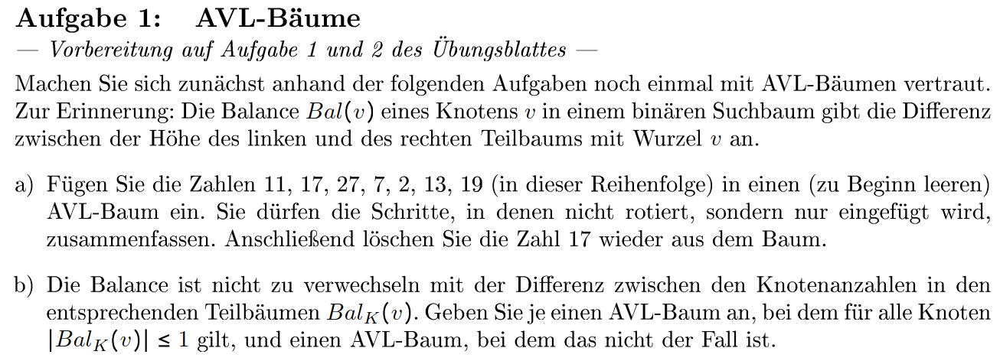 Aufgabe 1: AVL-Bäume
— Vorbereitung auf Aufgabe 1 und 2 des Übungsblattes —
Machen Sie sich zunächst anhand der folgenden Aufgaben noch einmal mit AVL-Bäumen vertraut.
Zur Erinnerung: Die Balance Bal(v) eines Knotens v in einem binären Suchbaum gibt die Differenz
zwischen der Höhe des linken und des rechten Teilbaums mit Wurzel v an.
a) Fügen Sie die Zahlen 11, 17, 27, 7, 2, 13, 19 (in dieser Reihenfolge) in einen (zu Beginn leeren)
AVL-Baum ein. Sie dürfen die Schritte, in denen nicht rotiert, sondern nur eingefügt wird,
zusammenfassen. Anschließend löschen Sie die Zahl 17 wieder aus dem Baum.
b) Die Balance ist nicht zu verwechseln mit der Differenz zwischen den Knotenanzahlen in den
entsprechenden Teilbäumen Bal_K(v). Geben Sie je einen AVL-Baum an, bei dem für alle Knoten
|Bal_K(v)| ≤ 1 gilt, und einen AVL-Baum, bei dem das nicht der Fall ist.